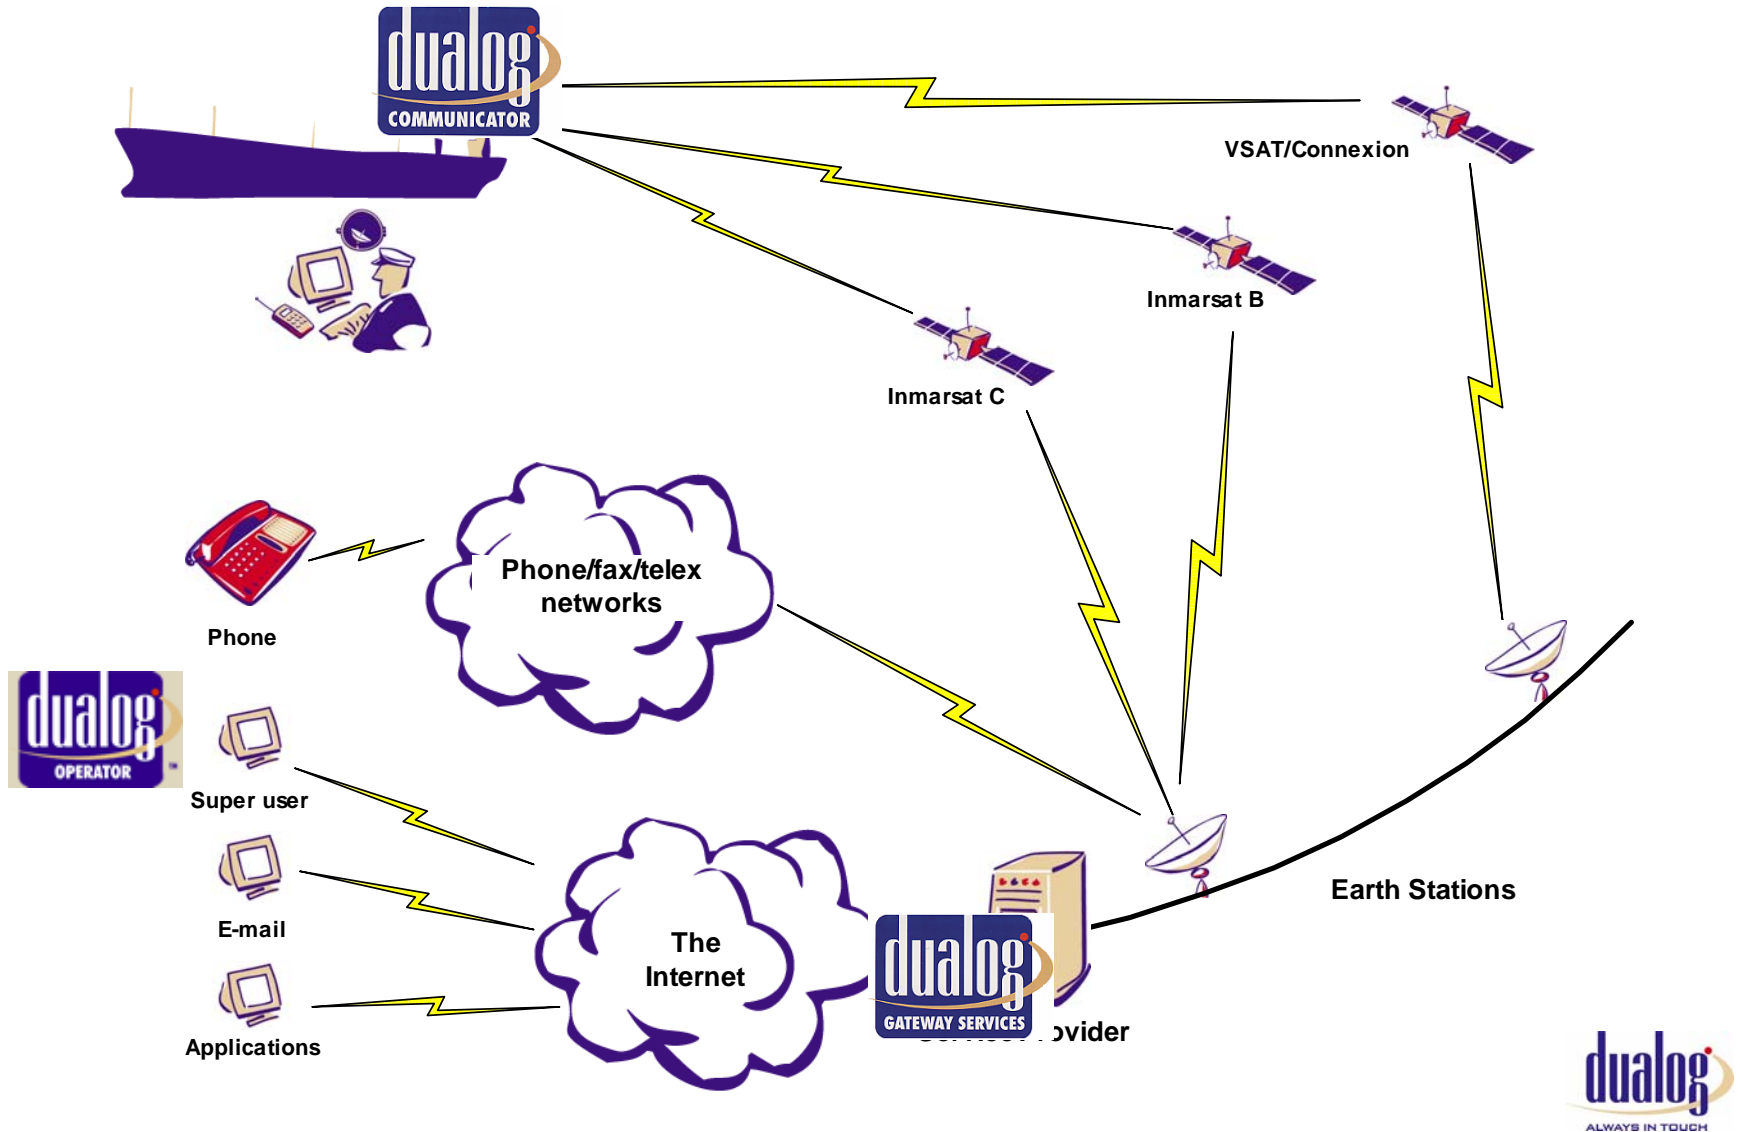 dualog
COMMUNICATOR
VSAT/Connexion
Inmarsat B
Inmarsat C
Phone/fax/telex
networks
Phone
dualog
OPERATOR
TM
Super user
E-mail
Earth Stations
The
Internet
dualog
GATEWAY SERVICES
ovider
Applications
dualog
ALWAYS IN TOUCH